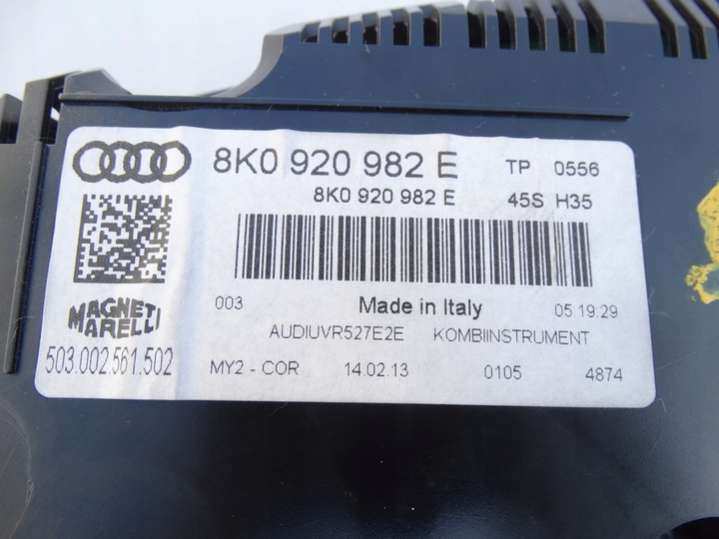 8K0 920 982 E TP 0556
8K0 920 982 E 45S H35
003 Made in Italy 05 19:29
MAGNETI MARELLI
AUDIUVR527E2E KOMBIINSTRUMENT
503.002.561.502
MY2 - COR 14.02.13 0105 4874